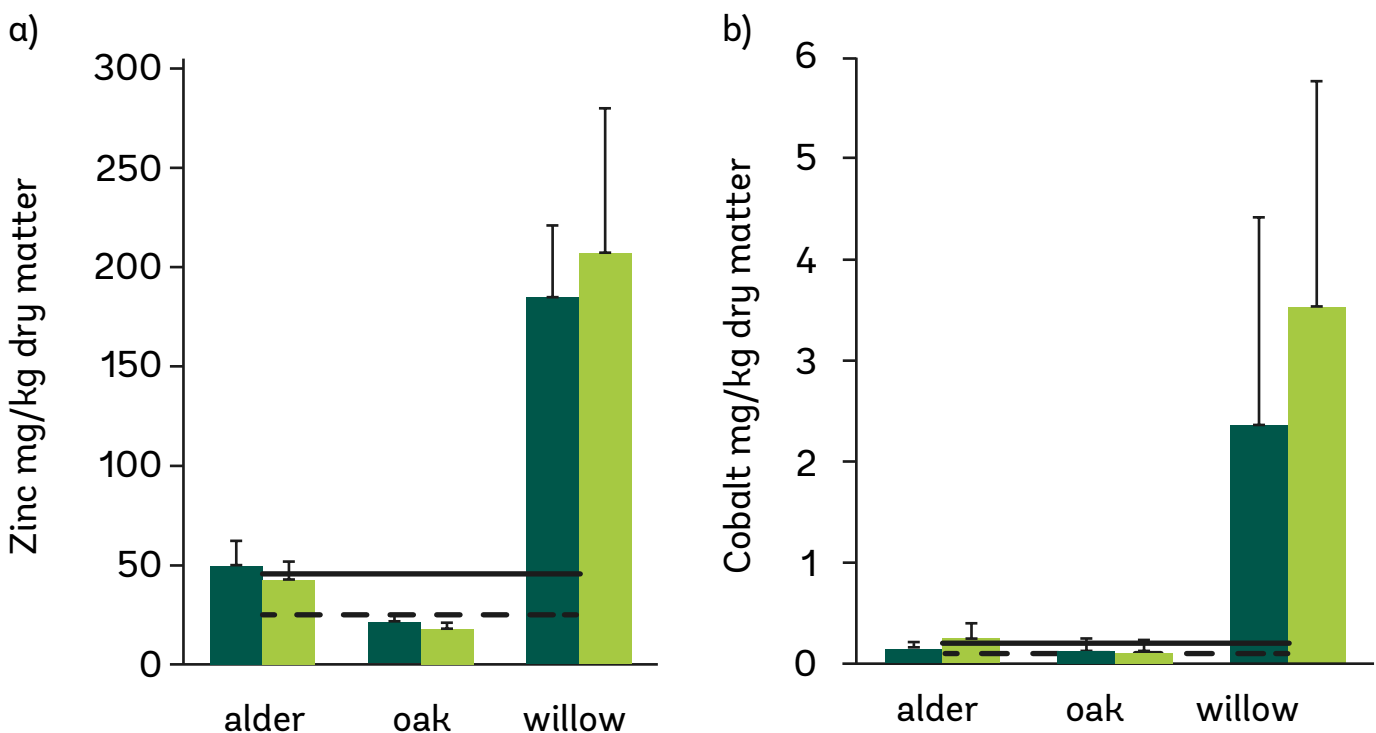 a)
Zinc mg/kg dry matter
300
250
200
150
100
50
0
alder oak willow
b)
Cobalt mg/kg dry matter
6
5
4
3
2
1
0
alder oak willow